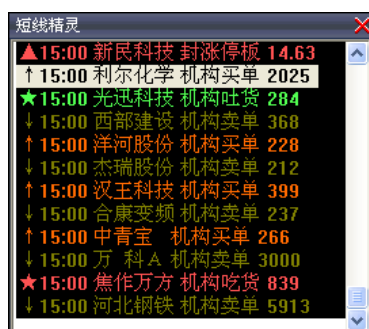 短线精灵
▲15:00 新民科技 封涨停板 14.63
↑15:00 利尔化学 机构买单 2025
★15:00 光迅科技 机构吐货 284
↓15:00 西部建设 机构卖单 368
↑15:00 洋河股份 机构买单 228
↓15:00 杰瑞股份 机构卖单 212
↑15:00 汉王科技 机构买单 399
↓15:00 合康变频 机构卖单 237
↑15:00 中青宝 机构买单 266
↓15:00 万 科A 机构卖单 3000
★15:00 焦作万方 机构吃货 839
↓15:00 河北钢铁 机构卖单 5913